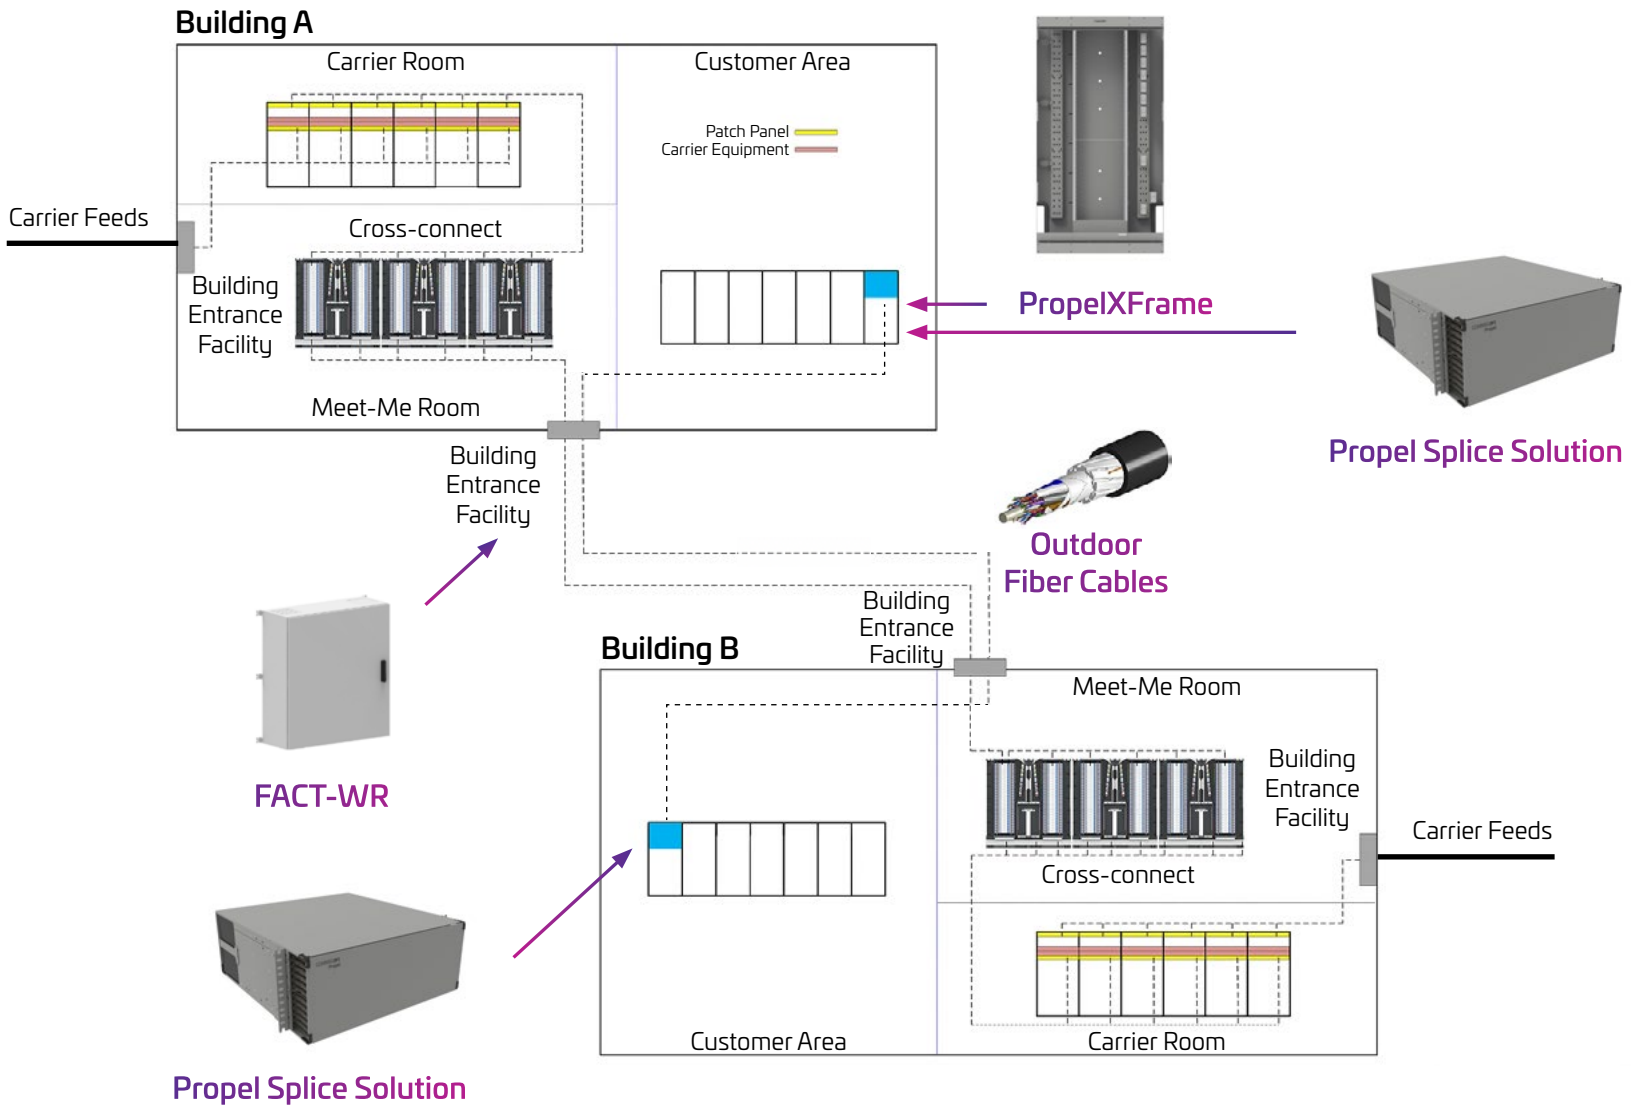 Building A
Carrier Room
Customer Area
Patch Panel
Carrier Equipment
Carrier Feeds
Cross-connect
Building
Entrance
Facility
PropelXFrame
Meet-Me Room
Propel Splice Solution
Building
Entrance
Facility
Outdoor
Fiber Cables
Building
Entrance
Facility
Building B
Meet-Me Room
FACT-WR
Building
Entrance
Facility
Carrier Feeds
Cross-connect
Customer Area
Carrier Room
Propel Splice Solution